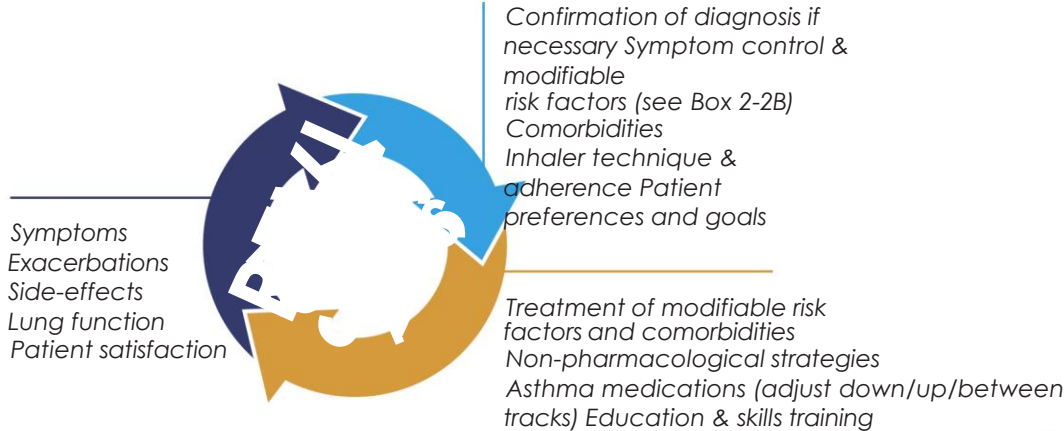 Confirmation of diagnosis if
necessary Symptom control &
modifiable
risk factors (see Box 2-2B)
Comorbidities
Inhaler technique &
adherence Patient
preferences and goals
Symptoms
Exacerbations
Side-effects
Lung function
Patient satisfaction
Treatment of modifiable risk
factors and comorbidities
Non-pharmacological strategies
Asthma medications (adjust down/up/between
tracks) Education & skills training